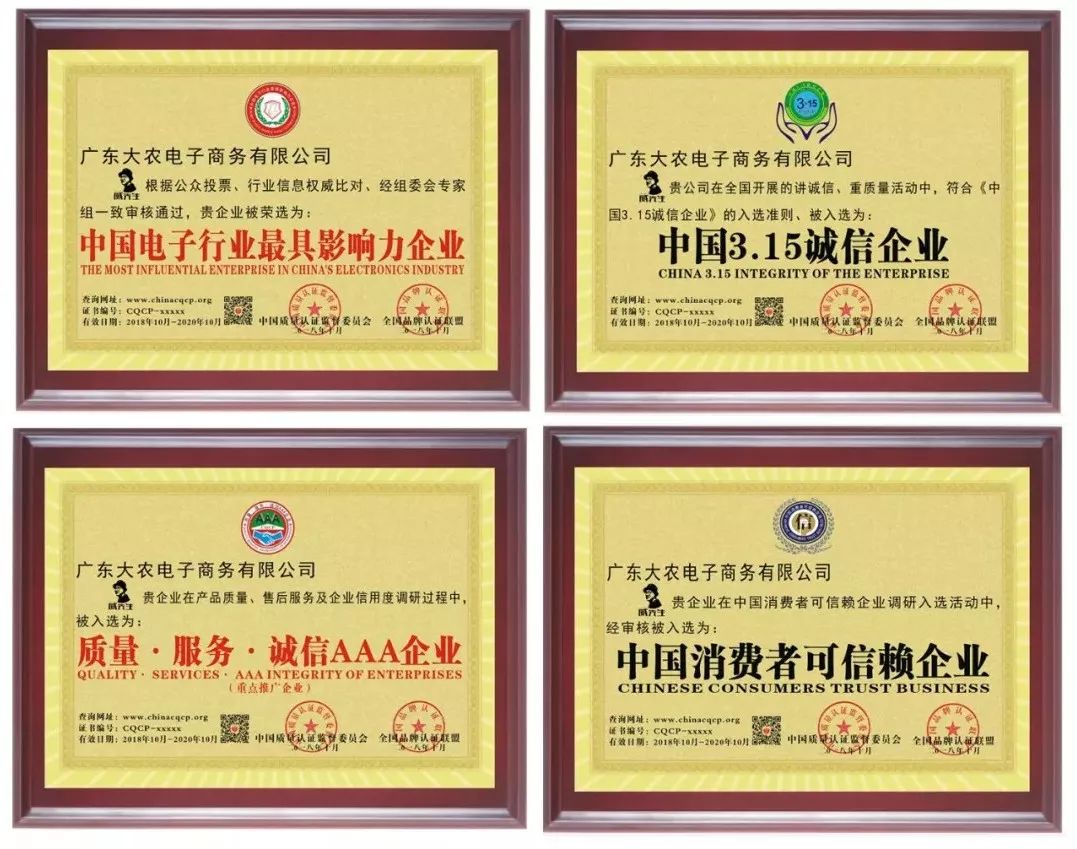 广东大农电子商务有限公司
威先生
根据公众投票、行业信息权威比对、经组委会专家
组一致审核通过，贵企业被荣选为：
中国电子行业最具影响力企业
THE MOST INFLUENTIAL ENTERPRISE IN CHINA'S ELECTRONICS INDUSTRY
查询网址：www.chinacqcp.org
证书编号：CQCP-xxxxx
有效日期：2018年10月-2020年10月
中国质量认证监督委员会 全国品牌认证联盟
3·15
广东大农电子商务有限公司
威先生
贵公司在全国开展的讲诚信、重质量活动中，符合《中
国3.15诚信企业》的入选准则、被入选为：
中国3.15诚信企业
CHINA 3.15 INTEGRITY OF THE ENTERPRISE
查询网址：www.chinacqcp.org
证书编号：CQCP-xxxxx
有效日期：2018年10月-2020年10月
中国质量认证监督委员会 全国品牌认证联盟
AAA
广东大农电子商务有限公司
威先生
贵企业在产品质量、售后服务及企业信用度调研过程中，
被入选为：
质量·服务·诚信AAA企业
QUALITY · SERVICES · AAA INTEGRITY OF ENTERPRISES
（重点推广企业）
查询网址：www.chinacqcp.org
证书编号：CQCP-xxxxx
有效日期：2018年10月-2020年10月
中国质量认证监督委员会 全国品牌认证联盟
广东大农电子商务有限公司
威先生
贵企业在中国消费者可信赖企业调研入选活动中，
经审核被入选为：
中国消费者可信赖企业
CHINESE CONSUMERS TRUST BUSINESS
查询网址：www.chinacqcp.org
证书编号：CQCP-xxxxx
有效日期：2018年10月-2020年10月
中国质量认证监督委员会 全国品牌认证联盟